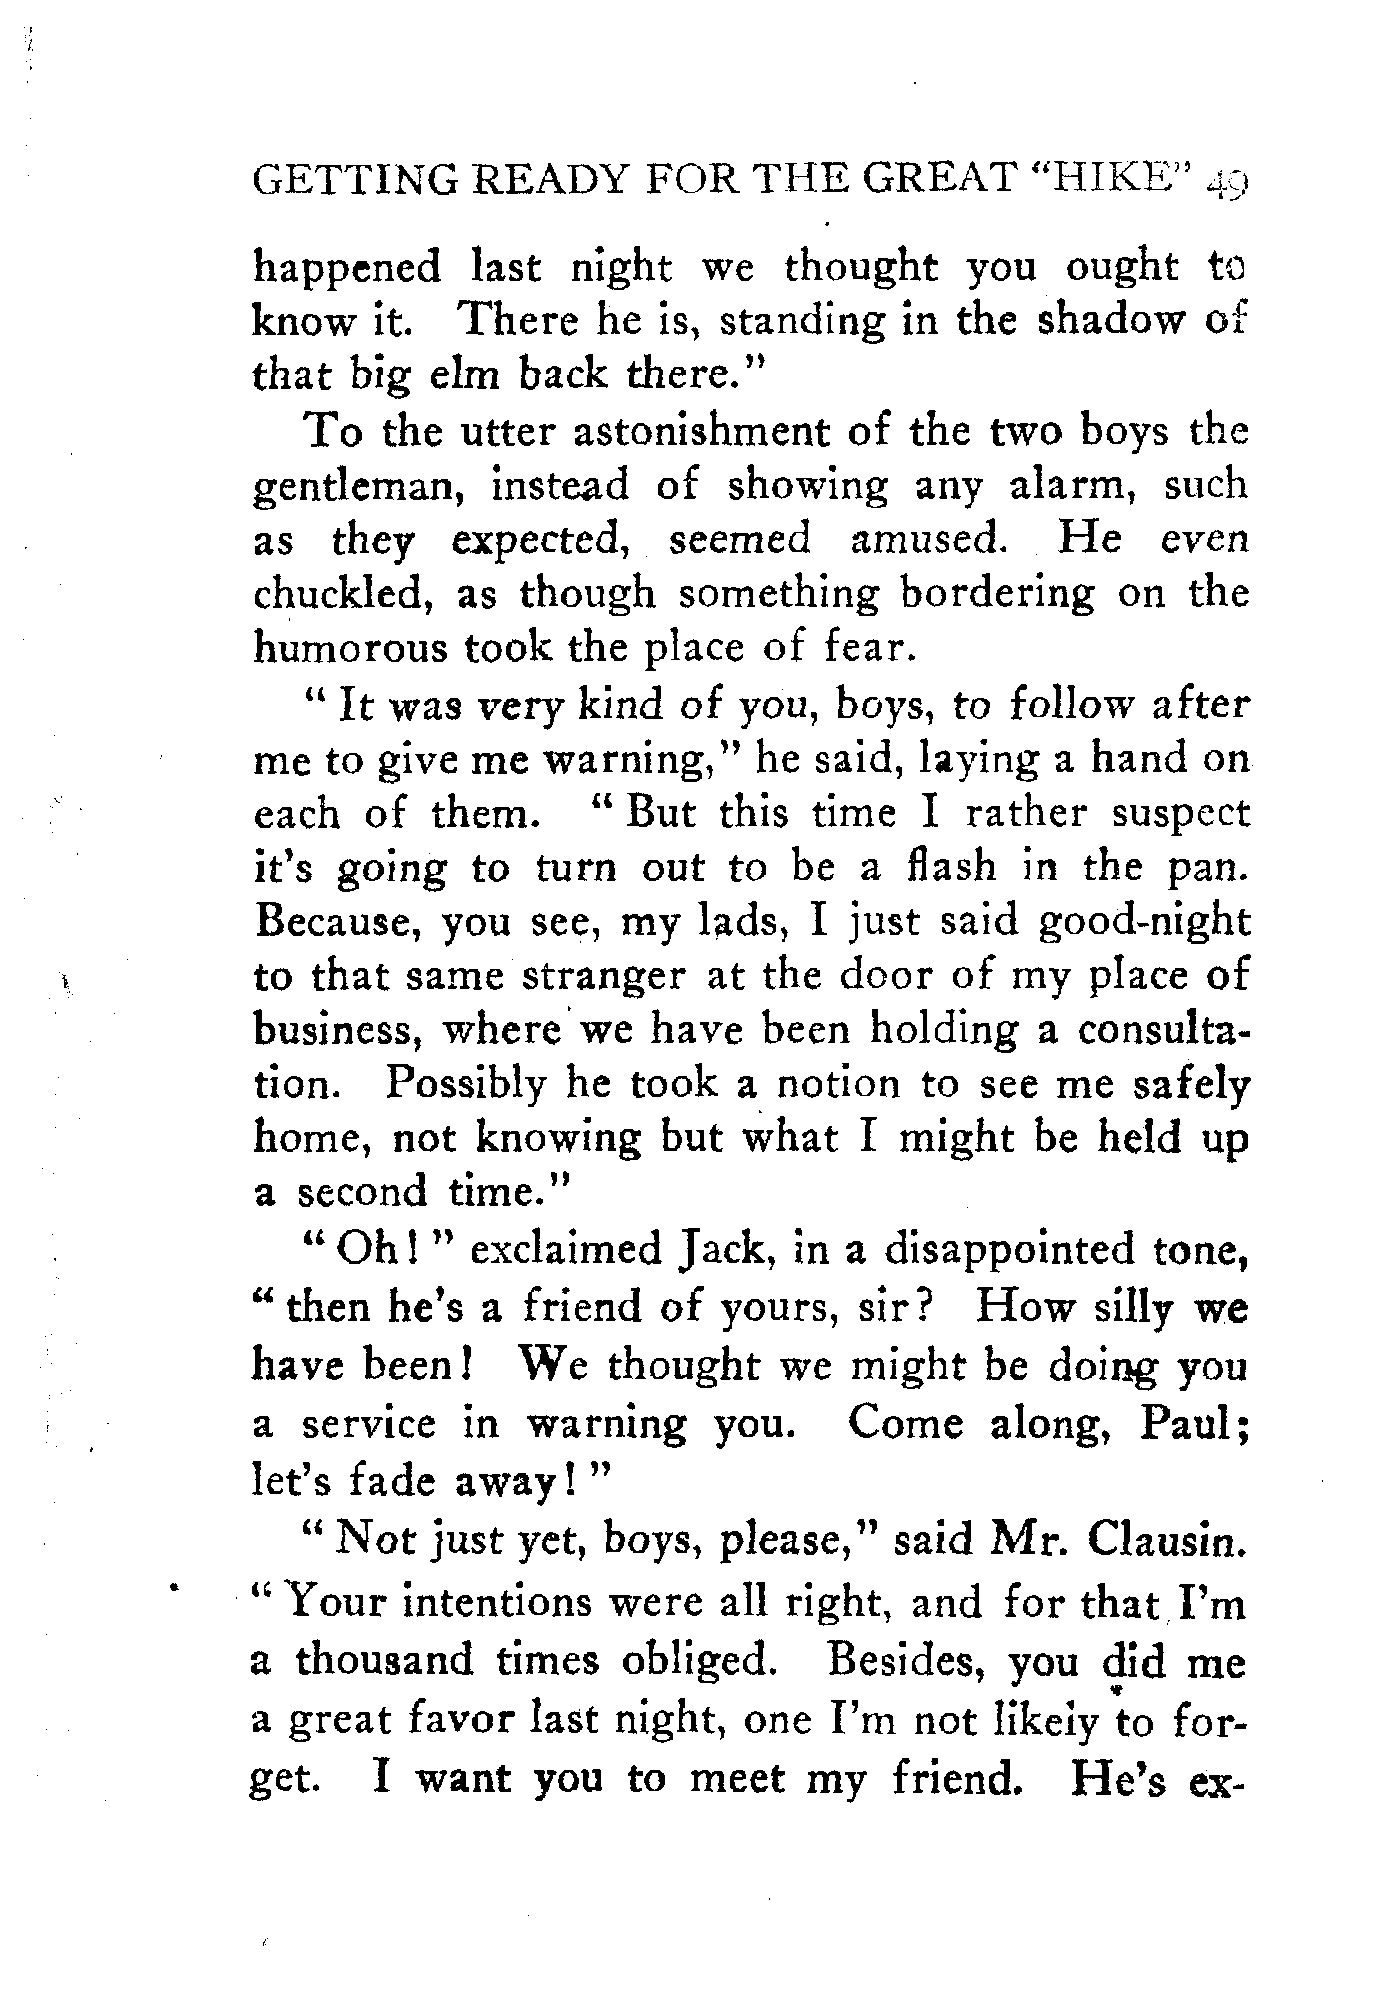 GETTING READY FOR THE GREAT "HIKE" 49
happened last night we thought you ought to
know it. There he is, standing in the shadow of
that big elm back there."
To the utter astonishment of the two boys the
gentleman, instead of showing any alarm, such
as they expected, seemed amused. He even
chuckled, as though something bordering on the
humorous took the place of fear.
"It was very kind of you, boys, to follow after
me to give me warning," he said, laying a hand on
each of them. "But this time I rather suspect
it's going to turn out to be a flash in the pan.
Because, you see, my lads, I just said good-night
to that same stranger at the door of my place of
business, where we have been holding a consulta-
tion. Possibly he took a notion to see me safely
home, not knowing but what I might be held up
a second time."
"Oh!" exclaimed Jack, in a disappointed tone,
"then he's a friend of yours, sir? How silly we
have been! We thought we might be doing you
a service in warning you. Come along, Paul;
let's fade away!"
"Not just yet, boys, please," said Mr. Clausin.
"Your intentions were all right, and for that I'm
a thousand times obliged. Besides, you did me
a great favor last night, one I'm not likely to for-
get. I want you to meet my friend. He's ex-